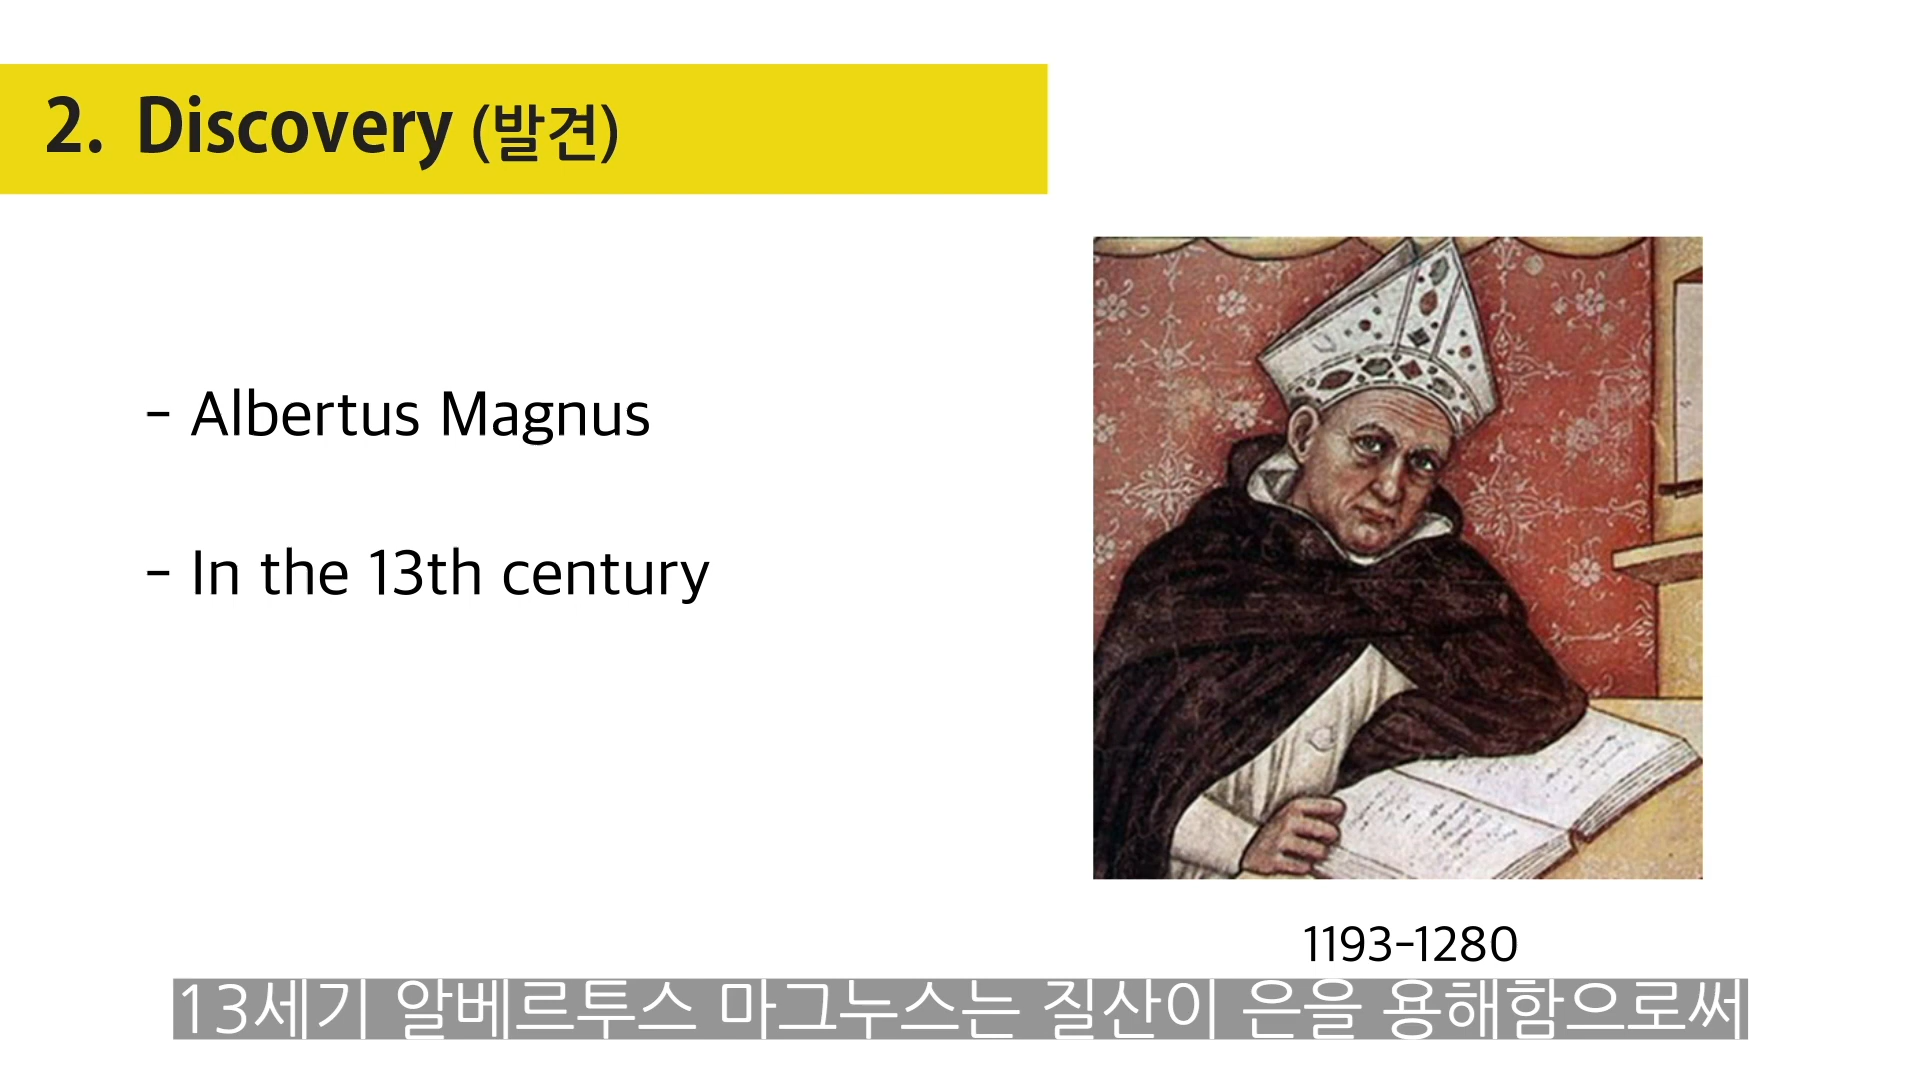 2. Discovery (발견)
- Albertus Magnus
- In the 13th century
1193-1280
13세기 알베르투스 마그누스는 질산이 은을 용해함으로써